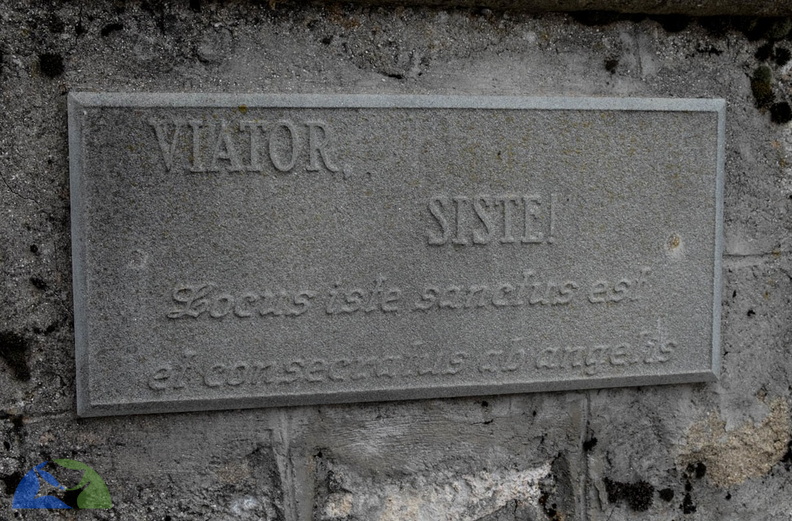 VIATOR,
SISTE!
Locus iste sanctus est
et consecratus ab angelis